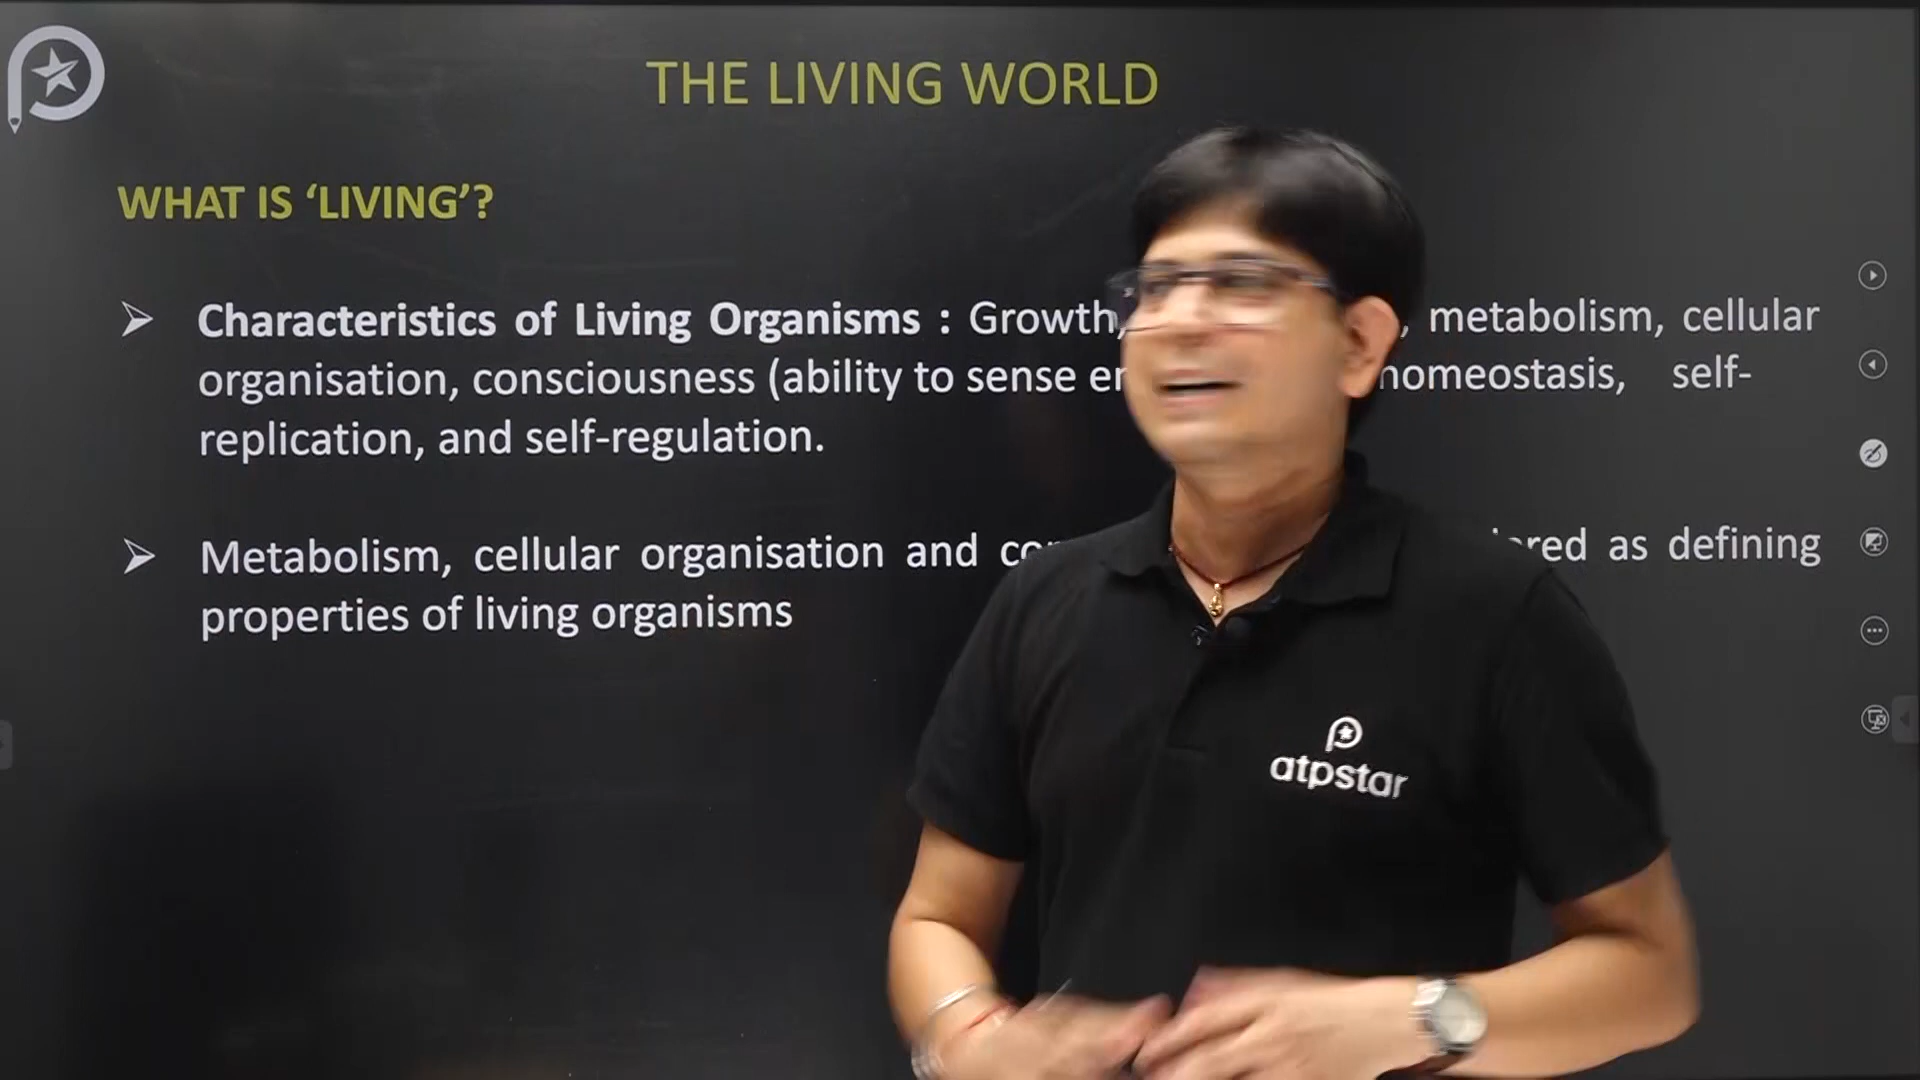 THE LIVING WORLD
WHAT IS ‘LIVING’?
➢ Characteristics of Living Organisms : Growth, metabolism, cellular
organisation, consciousness (ability to sense homeostasis, self-
replication, and self-regulation.
➢ Metabolism, cellular organisation and as defining
properties of living organisms
atpstar